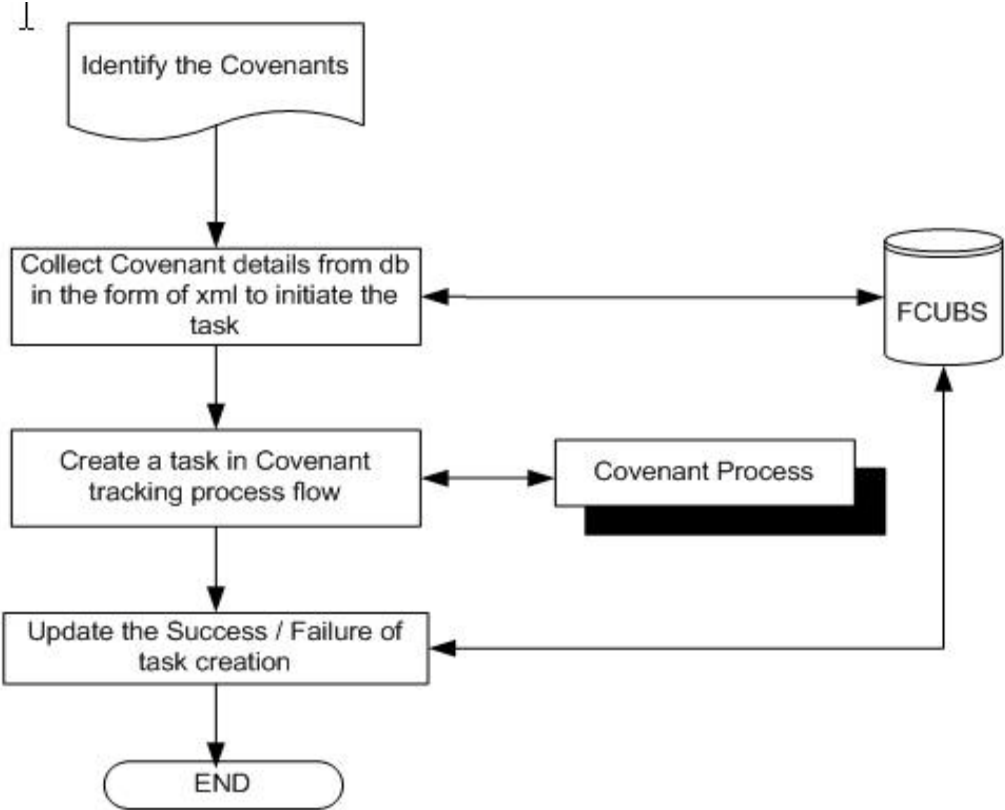 Identify the Covenants
Collect Covenant details from db
in the form of xml to initiate the
task
FCUBS
Create a task in Covenant
tracking process flow
Covenant Process
Update the Success / Failure of
task creation
END